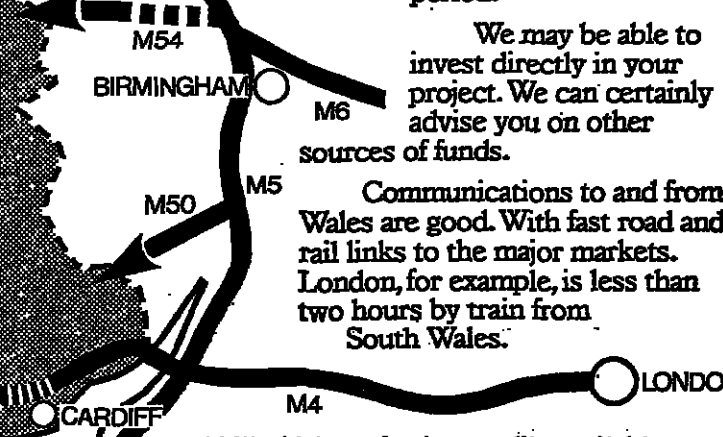 M54
We may be able to
invest directly in your
BIRMINGHAM
project. We can certainly
M6
advise you on other
sources of funds.
M5
Communications to and from
M50
Wales are good. With fast road and
rail links to the major markets.
London, for example, is less than
two hours by train from
South Wales.
LONDO
M4
CARDIFF